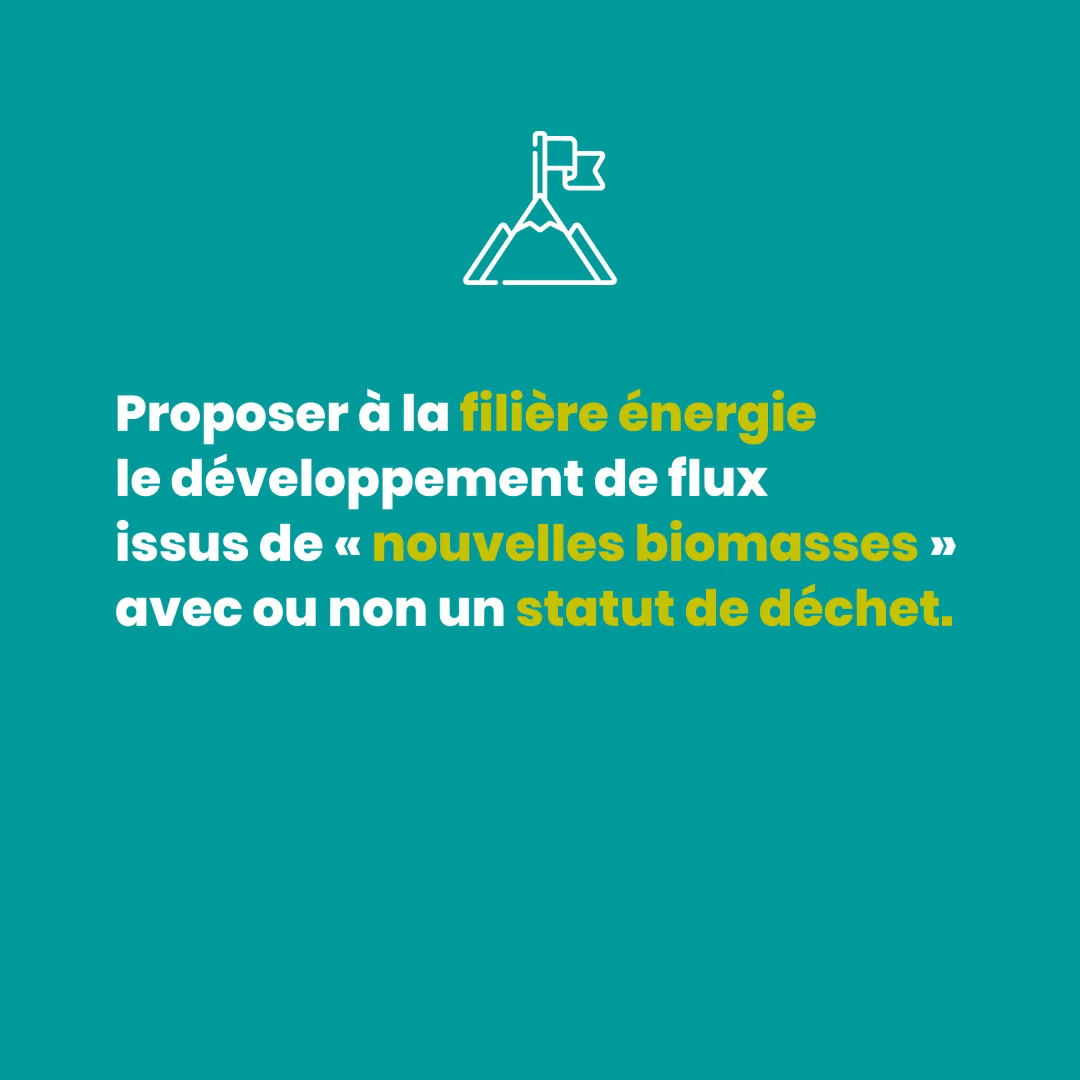 Proposer à la filière énergie
le développement de flux
issus de « nouvelles biomasses »
avec ou non un statut de déchet.